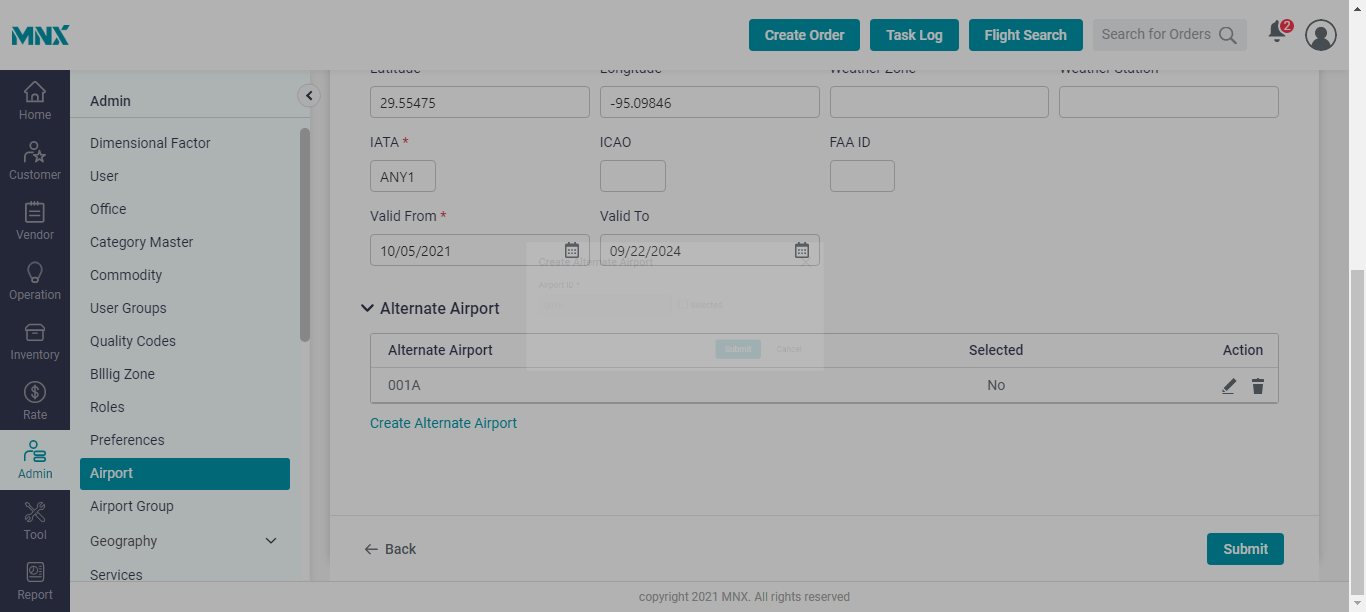 MNX
Create Order
Task Log
Flight Search
Search for Orders
2
Home
Customer
Vendor
Operation
Inventory
Rate
Admin
Tool
Report
Admin
Dimensional Factor
User
Office
Category Master
Commodity
User Groups
Quality Codes
Bllig Zone
Roles
Preferences
Airport
Airport Group
Geography
Services
Latitude Longitude Weather Zone Weather Station
29.55475 -95.09846
IATA * ICAO FAA ID
ANY1
Valid From * Valid To
10/05/2021 09/22/2024
Create Alternate Airport
Airport ID *
Selected
Submit Cancel
Alternate Airport
Alternate Airport Selected Action
001A No
Create Alternate Airport
Back Submit
copyright 2021 MNX. All rights reserved